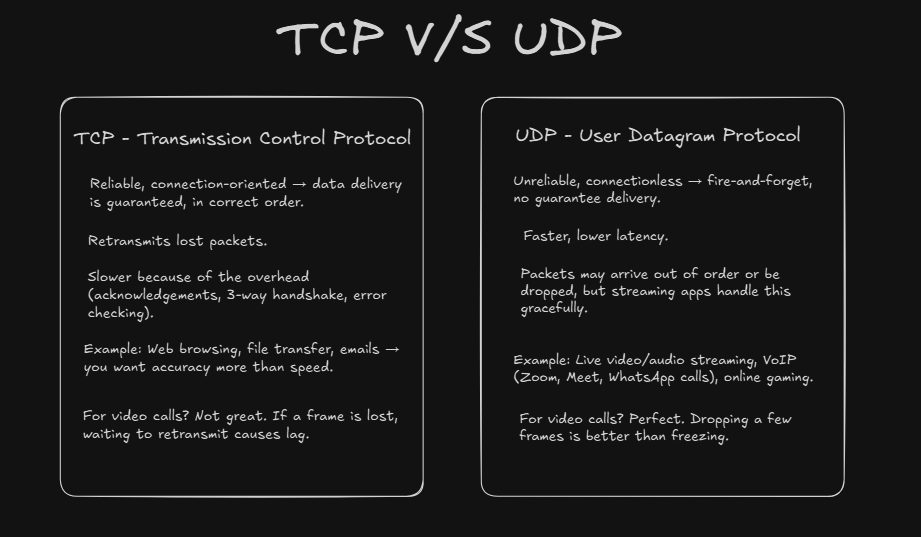 TCP V/S UDP
TCP - Transmission Control Protocol
Reliable, connection-oriented → data delivery
is guaranteed, in correct order.
Retransmits lost packets.
Slower because of the overhead
(acknowledgements, 3-way handshake, error
checking).
Example: Web browsing, file transfer, emails →
you want accuracy more than speed.
For video calls? Not great. If a frame is lost,
waiting to retransmit causes lag.
UDP - User Datagram Protocol
Unreliable, connectionless → fire-and-forget,
no guarantee delivery.
Faster, lower latency.
Packets may arrive out of order or be
dropped, but streaming apps handle this
gracefully.
Example: Live video/audio streaming, VoIP
(Zoom, Meet, WhatsApp calls), online gaming.
For video calls? Perfect. Dropping a few
frames is better than freezing.